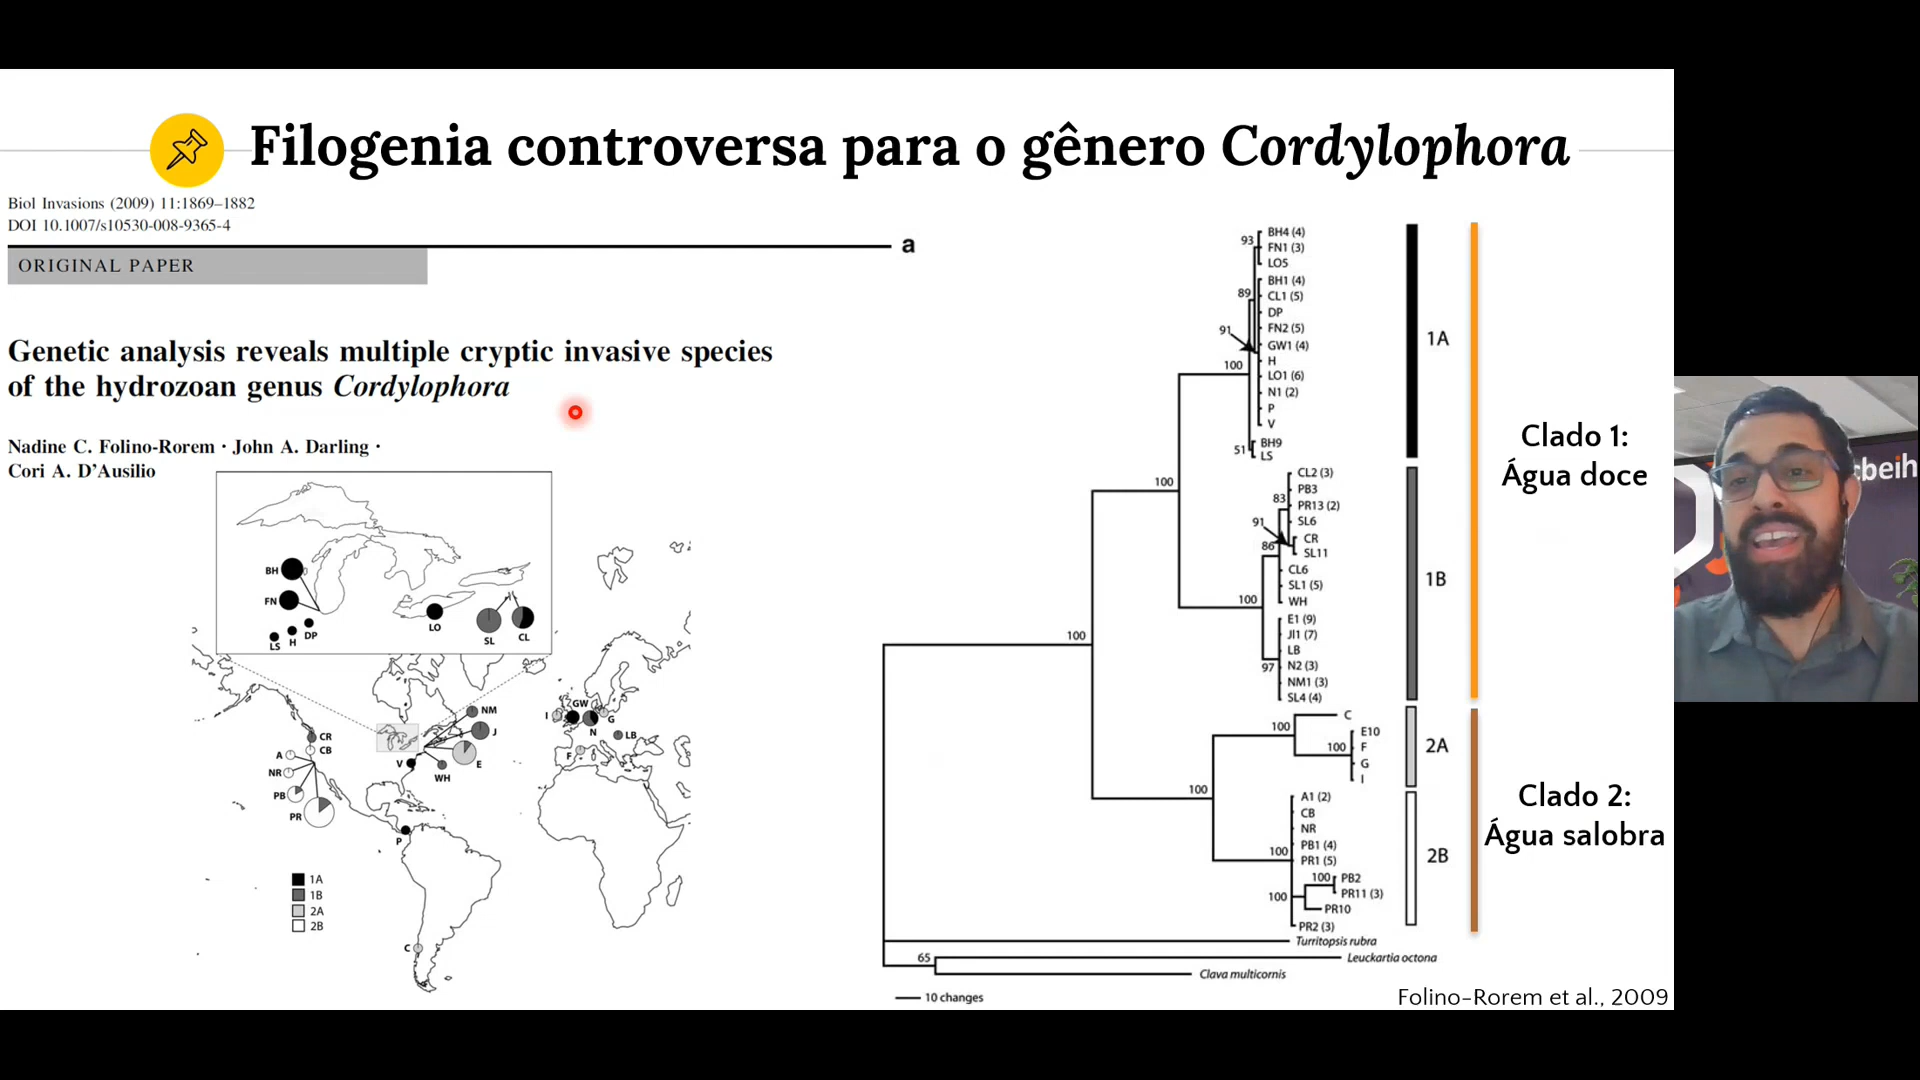 Filogenia controversa para o gênero Cordylophora
Biol Invasions (2009) 11:1869–1882
DOI 10.1007/s10530-008-9365-4
ORIGINAL PAPER
Genetic analysis reveals multiple cryptic invasive species
of the hydrozoan genus Cordylophora
Nadine C. Folino-Rorem · John A. Darling ·
Cori A. D'Ausilio
BH
FN
LS
H
DP
LO
SL
CL
NM
J
E
WH
V
CR
CB
A
NR
PB
PR
P
C
I
GW
G
N
LB
F
1A
1B
2A
2B
a
93
BH4 (4)
FN1 (3)
LO5
89
BH1 (4)
CL1 (5)
DP
91
FN2 (5)
GW1 (4)
H
100
LO1 (6)
N1 (2)
P
V
51
BH9
LS
1A
100
CL2 (3)
83
PB3
PR13 (2)
91
SL6
86
CR
SL11
CL6
SL1 (5)
100
WH
E1 (9)
JI1 (7)
LB
97
N2 (3)
NM1 (3)
SL4 (4)
1B
100
C
100
E10
100
F
G
I
2A
100
A1 (2)
CB
NR
PB1 (4)
100
PR1 (5)
100
PB2
PR11 (3)
100
PR10
PR2 (3)
2B
Turritopsis rubra
65
Leuckartia octona
Clava multicornis
10 changes
Clado 1:
Água doce
Clado 2:
Água salobra
Folino-Rorem et al., 2009
cbeih